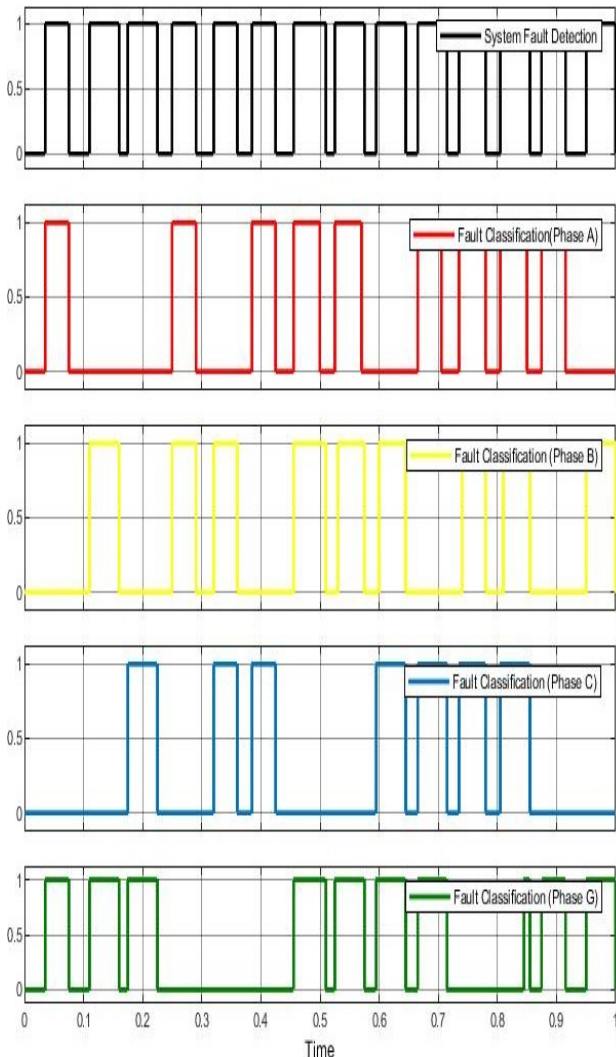 1
System Fault Detection
0.5
0
1
Fault Classification(Phase A)
0.5
0
1
Fault Classification (Phase B)
0.5
0
1
Fault Classification (Phase C)
0.5
0
1
Fault Classification (Phase G)
0.5
0
0 0.1 0.2 0.3 0.4 0.5 0.6 0.7 0.8 0.9 1
Time